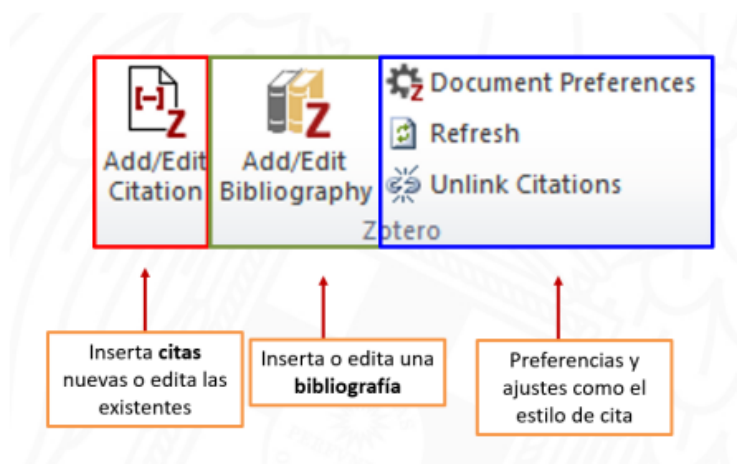 Add/Edit
Citation
Add/Edit
Bibliography
Document Preferences
Refresh
Unlink Citations
Zotero
Inserta citas
nuevas o edita las
existentes
Inserta o edita una
bibliografía
Preferencias y
ajustes como el
estilo de cita